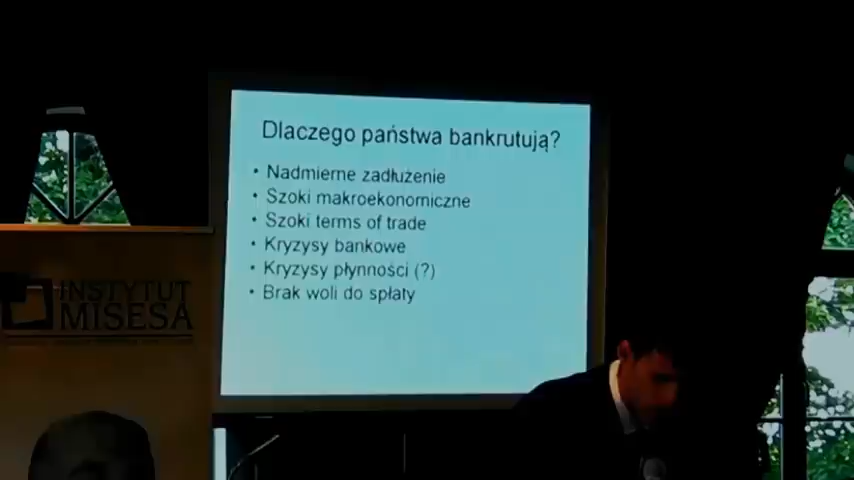 Dlaczego państwa bankrutują?
• Nadmierne zadłużenie
• Szoki makroekonomiczne
• Szoki terms of trade
• Kryzysy bankowe
• Kryzysy płynności (?)
• Brak woli do spłaty
INSTYTUT
MISESA